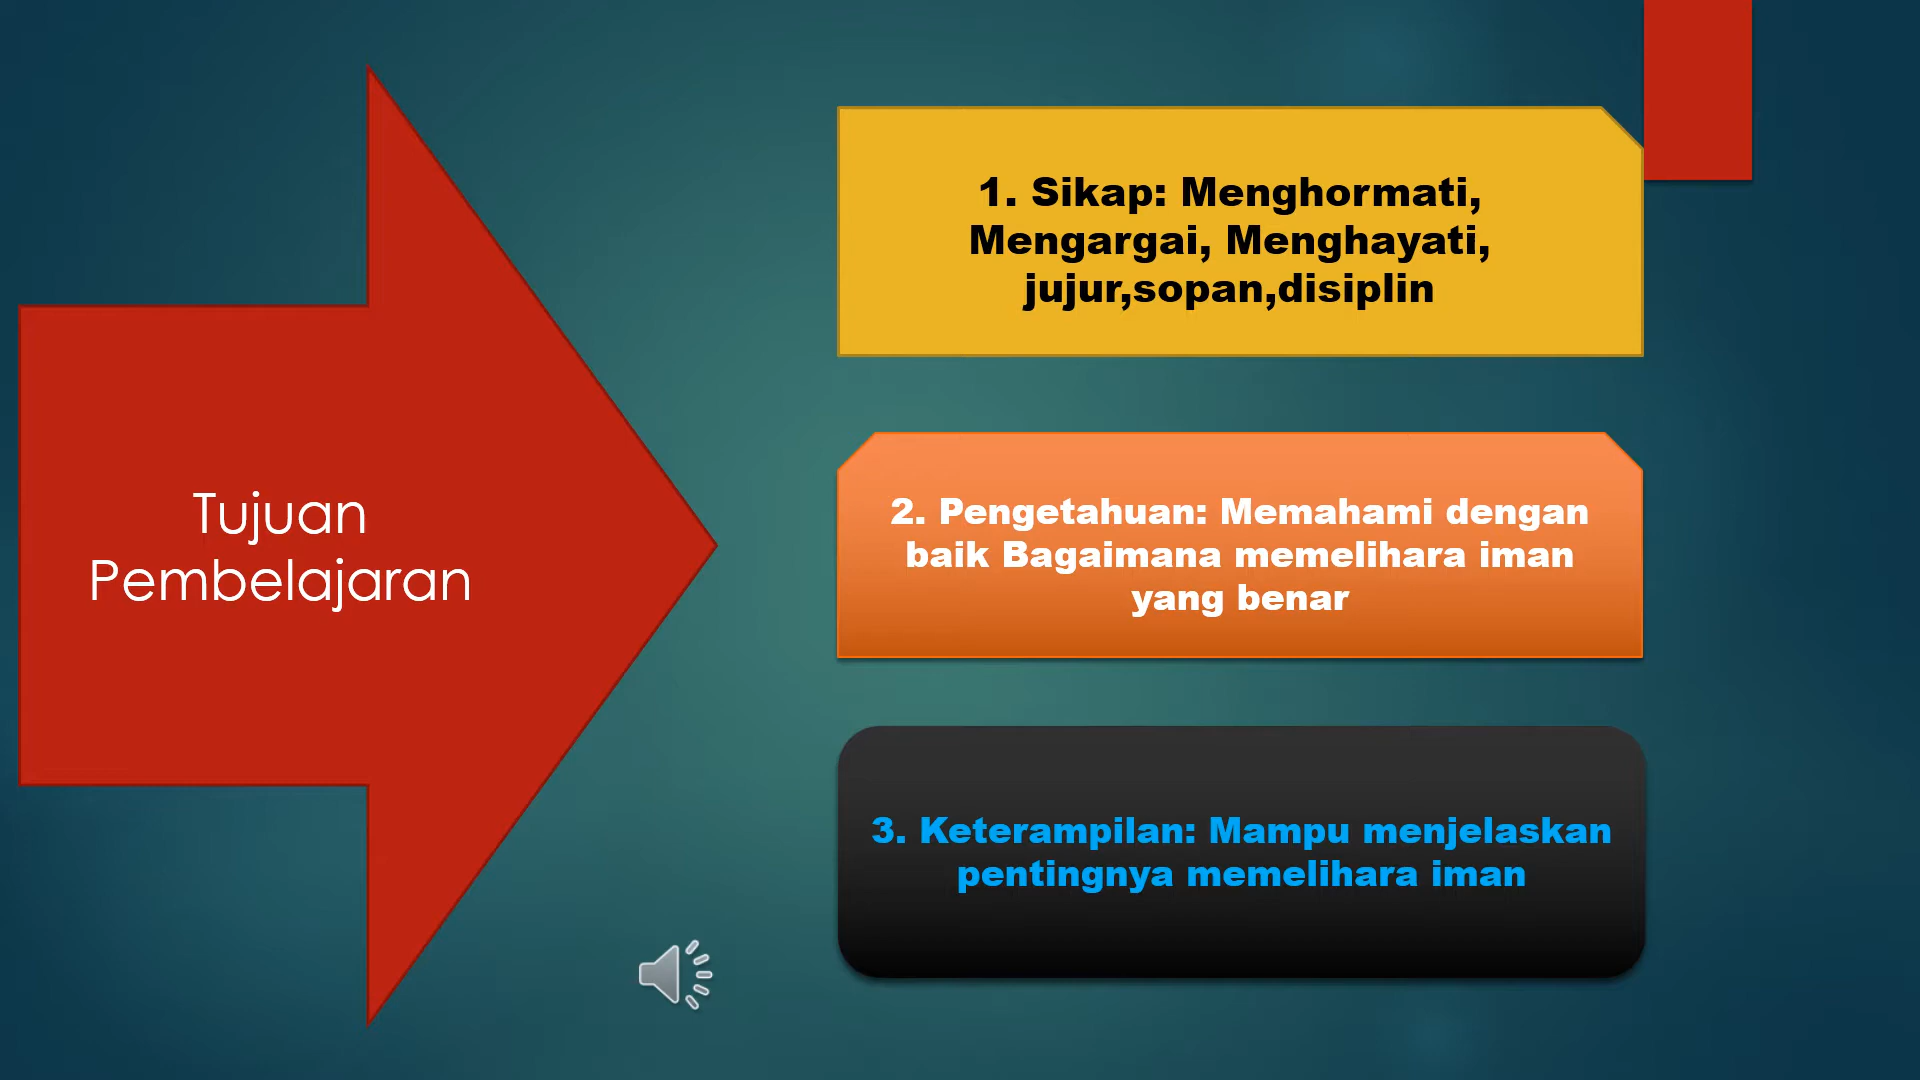 Tujuan
Pembelajaran
1. Sikap: Menghormati,
Mengargai, Menghayati,
jujur,sopan,disiplin
2. Pengetahuan: Memahami dengan
baik Bagaimana memelihara iman
yang benar
3. Keterampilan: Mampu menjelaskan
pentingnya memelihara iman